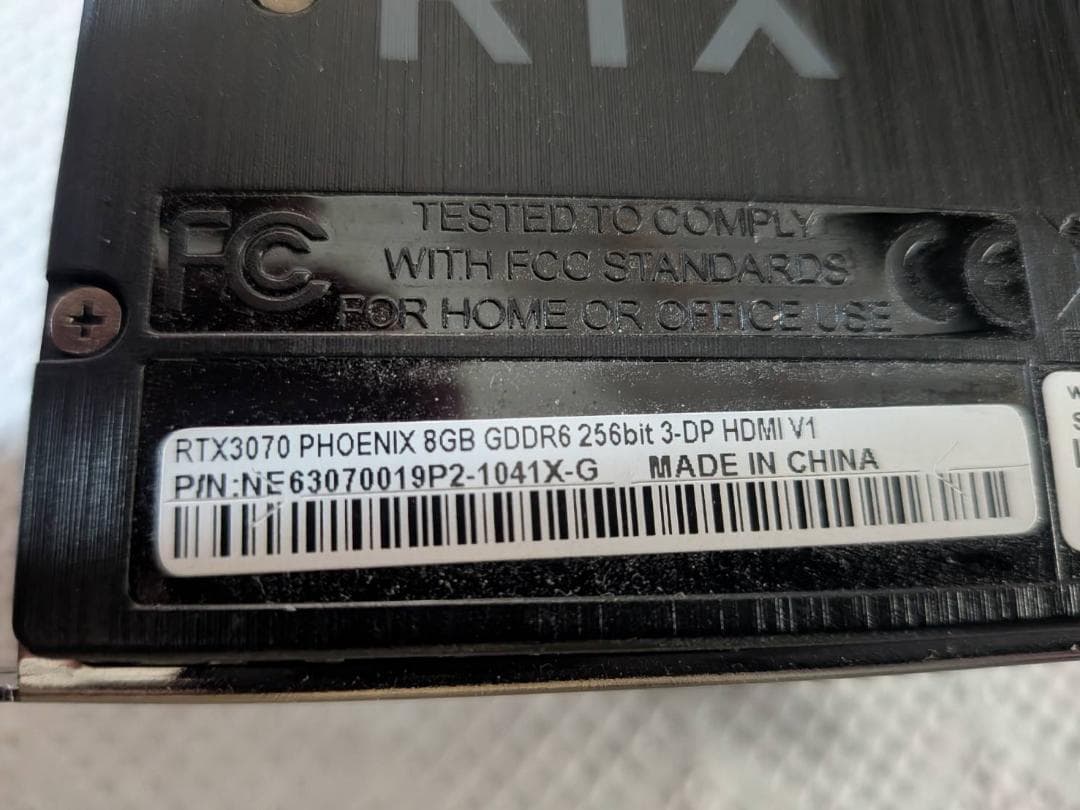 RTX
FC
TESTED TO COMPLY
WITH FCC STANDARDS
FOR HOME OR OFFICE USE
CE
RTX3070 PHOENIX 8GB GDDR6 256bit 3-DP HDMI V1
P/N:NE63070019P2-1041X-G MADE IN CHINA
W
S